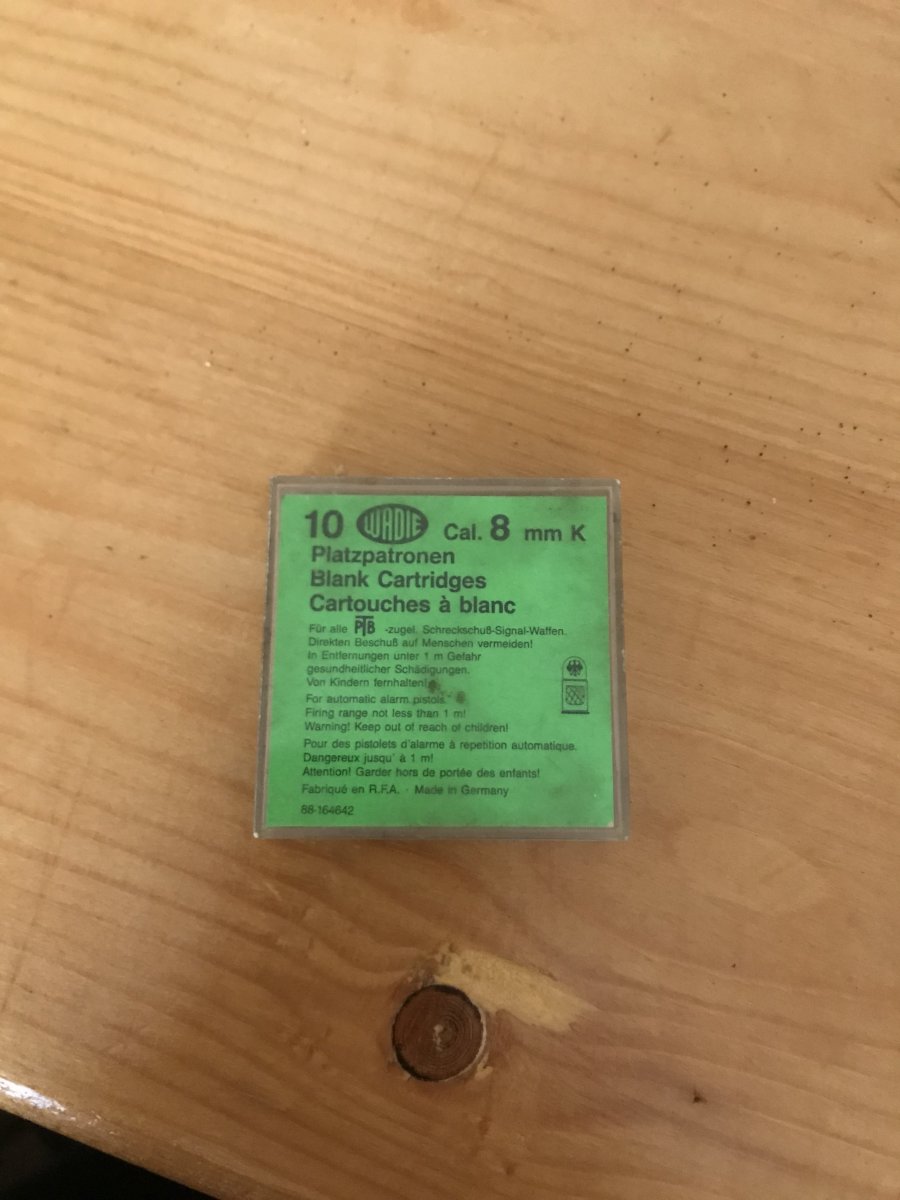 10 WADIE Cal. 8 mm K
Platzpatronen
Blank Cartridges
Cartouches à blanc
Für alle PTB -zugel. Schreckschuß-Signal-Waffen.
Direkten Beschuß auf Menschen vermeiden!
In Entfernungen unter 1 m Gefahr
gesundheitlicher Schädigungen.
Von Kindern fernhalten!
For automatic alarm pistols.
Firing range not less than 1 m!
Warning! Keep out of reach of children!
Pour des pistolets d'alarme à repetition automatique.
Dangereux jusqu' à 1 m!
Attention! Garder hors de portée des enfants!
Fabriqué en R.F.A. · Made in Germany
88-164642